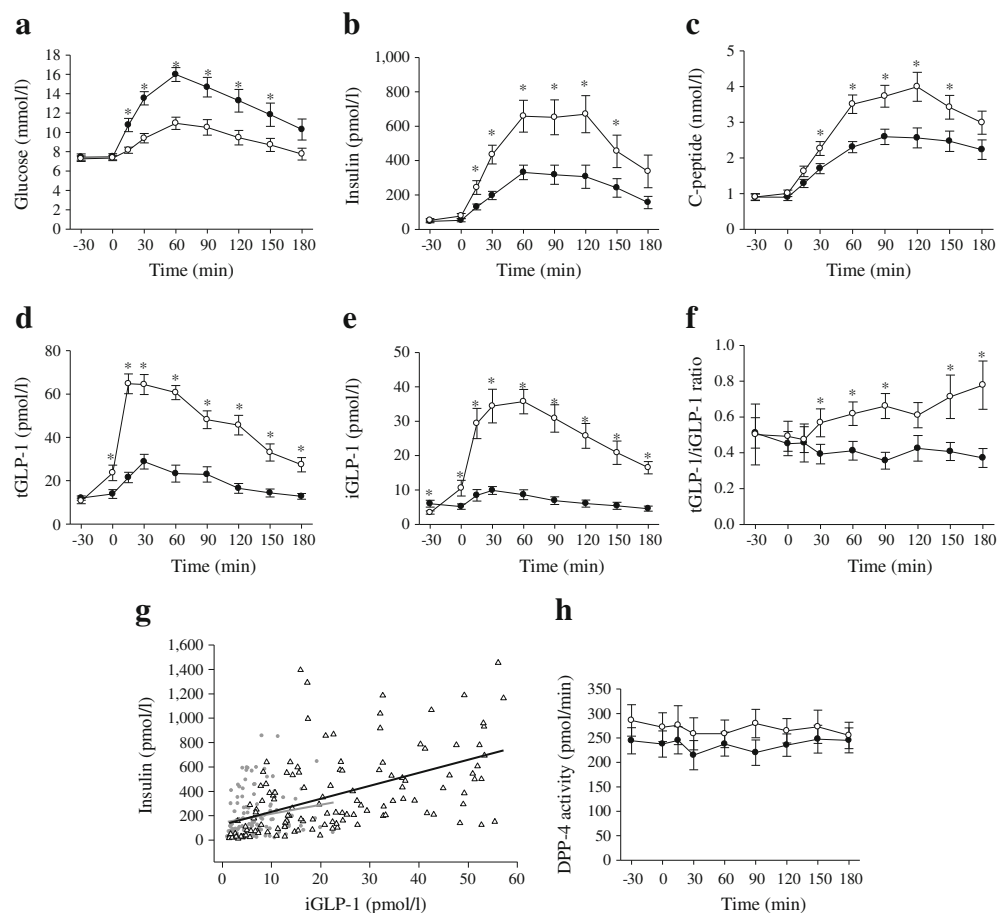 a
18
16
14
12
10
8
6
4
2
0
Glucose (mmol/l)
* * * * * *
-30 0 30 60 90 120 150 180
Time (min)
b
1,000
800
600
400
200
0
Insulin (pmol/l)
* * * * * *
-30 0 30 60 90 120 150 180
Time (min)
c
5
4
3
2
1
0
C-peptide (nmol/l)
* * * * *
-30 0 30 60 90 120 150 180
Time (min)
d
80
60
40
20
0
tGLP-1 (pmol/l)
* * * * * * * *
-30 0 30 60 90 120 150 180
Time (min)
e
50
40
30
20
10
0
iGLP-1 (pmol/l)
* * * * * * * * *
-30 0 30 60 90 120 150 180
Time (min)
f
1.0
0.8
0.6
0.4
0.2
0.0
tGLP-1/iGLP-1 ratio
* * * * *
-30 0 30 60 90 120 150 180
Time (min)
g
1,600
1,400
1,200
1,000
800
600
400
200
0
Insulin (pmol/l)
0 10 20 30 40 50 60
iGLP-1 (pmol/l)
h
350
300
250
200
150
100
50
0
DPP-4 activity (pmol/min)
-30 0 30 60 90 120 150 180
Time (min)